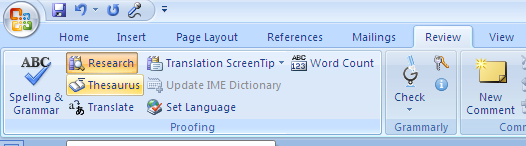 Home Insert Page Layout References Mailings Review View
ABC Research Translation ScreenTip ABC 123 Word Count
Spelling & Grammar Thesaurus Update IME Dictionary Check New Comment
Translate Set Language
Proofing Grammarly